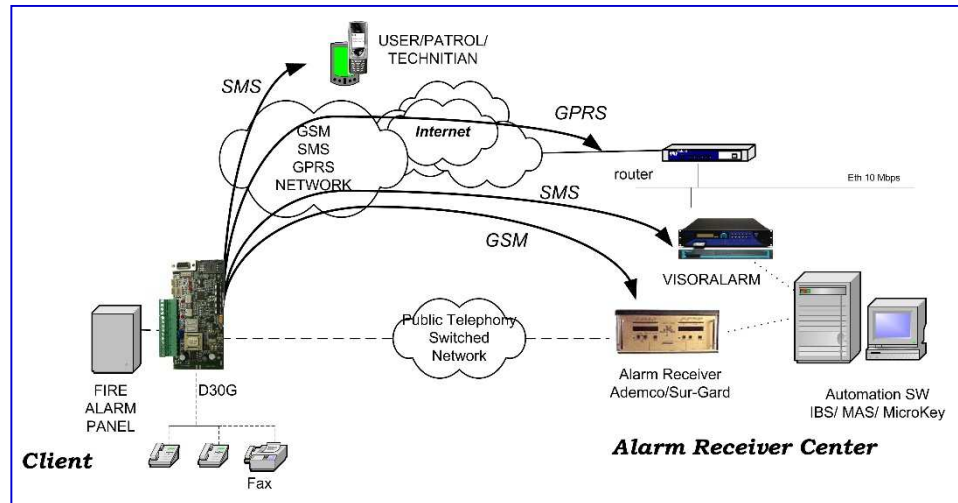 USER/PATROL/
TECHNITIAN
SMS
GPRS
Internet
GSM
SMS
GPRS
NETWORK
router
Eth 10 Mbps
SMS
GSM
VISORALARM
Public Telephony
Switched
Network
FIRE
ALARM
PANEL
D30G
Alarm Receiver
Ademco/Sur-Gard
Automation SW
IBS/ MAS/ MicroKey
Client
Fax
Alarm Receiver Center